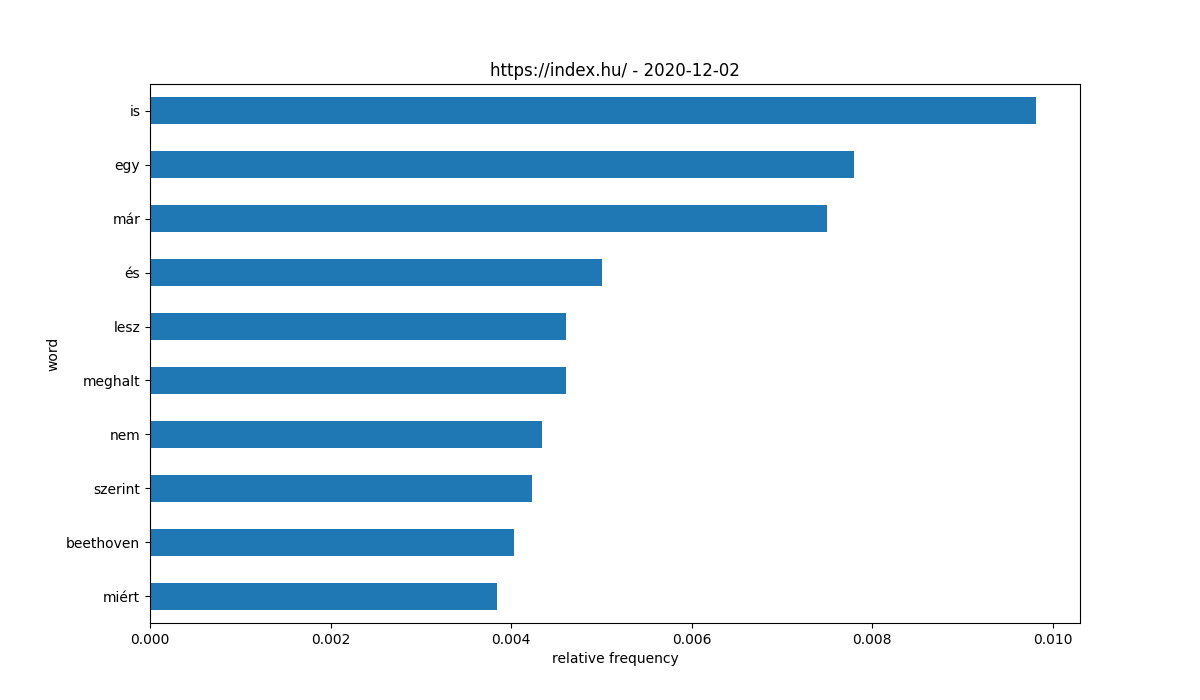 https://index.hu/ - 2020-12-02
is
egy
már
és
lesz
meghalt
nem
szerint
beethoven
miért
word
0.000 0.002 0.004 0.006 0.008 0.010
relative frequency